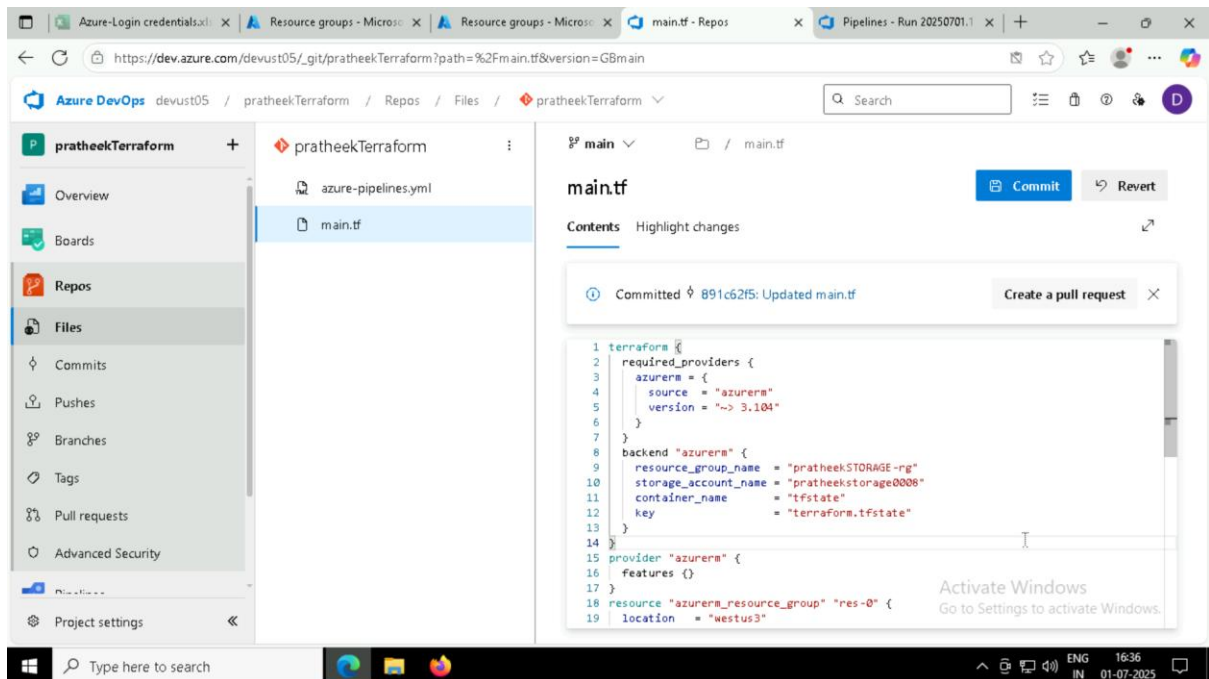 Azure-Login credentials.xl
Resource groups - Microso
Resource groups - Microso
main.tf - Repos
Pipelines - Run 20250701.1
https://dev.azure.com/devust05/_git/pratheekTerraform?path=%2Fmain.tf&version=GBmain
Azure DevOps devust05 / pratheekTerraform / Repos / Files / pratheekTerraform
Search
D
P pratheekTerraform +
Overview
Boards
Repos
Files
Commits
Pushes
Branches
Tags
Pull requests
Advanced Security
Pipelines
Project settings
pratheekTerraform
azure-pipelines.yml
main.tf
main / main.tf
main.tf
Commit
Revert
Contents Highlight changes
Committed 891c62f5: Updated main.tf
Create a pull request
1 terraform {
2 required_providers {
3 azurerm = {
4 source = "azurerm"
5 version = "~> 3.104"
6 }
7 }
8 backend "azurerm" {
9 resource_group_name = "pratheekSTORAGE-rg"
10 storage_account_name = "pratheekstorage0008"
11 container_name = "tfstate"
12 key = "terraform.tfstate"
13 }
14 }
15 provider "azurerm" {
16 features {}
17 }
18 resource "azurerm_resource_group" "res-0" {
19 location = "westus3"
Activate Windows
Go to Settings to activate Windows.
Type here to search
ENG
IN
16:36
01-07-2025